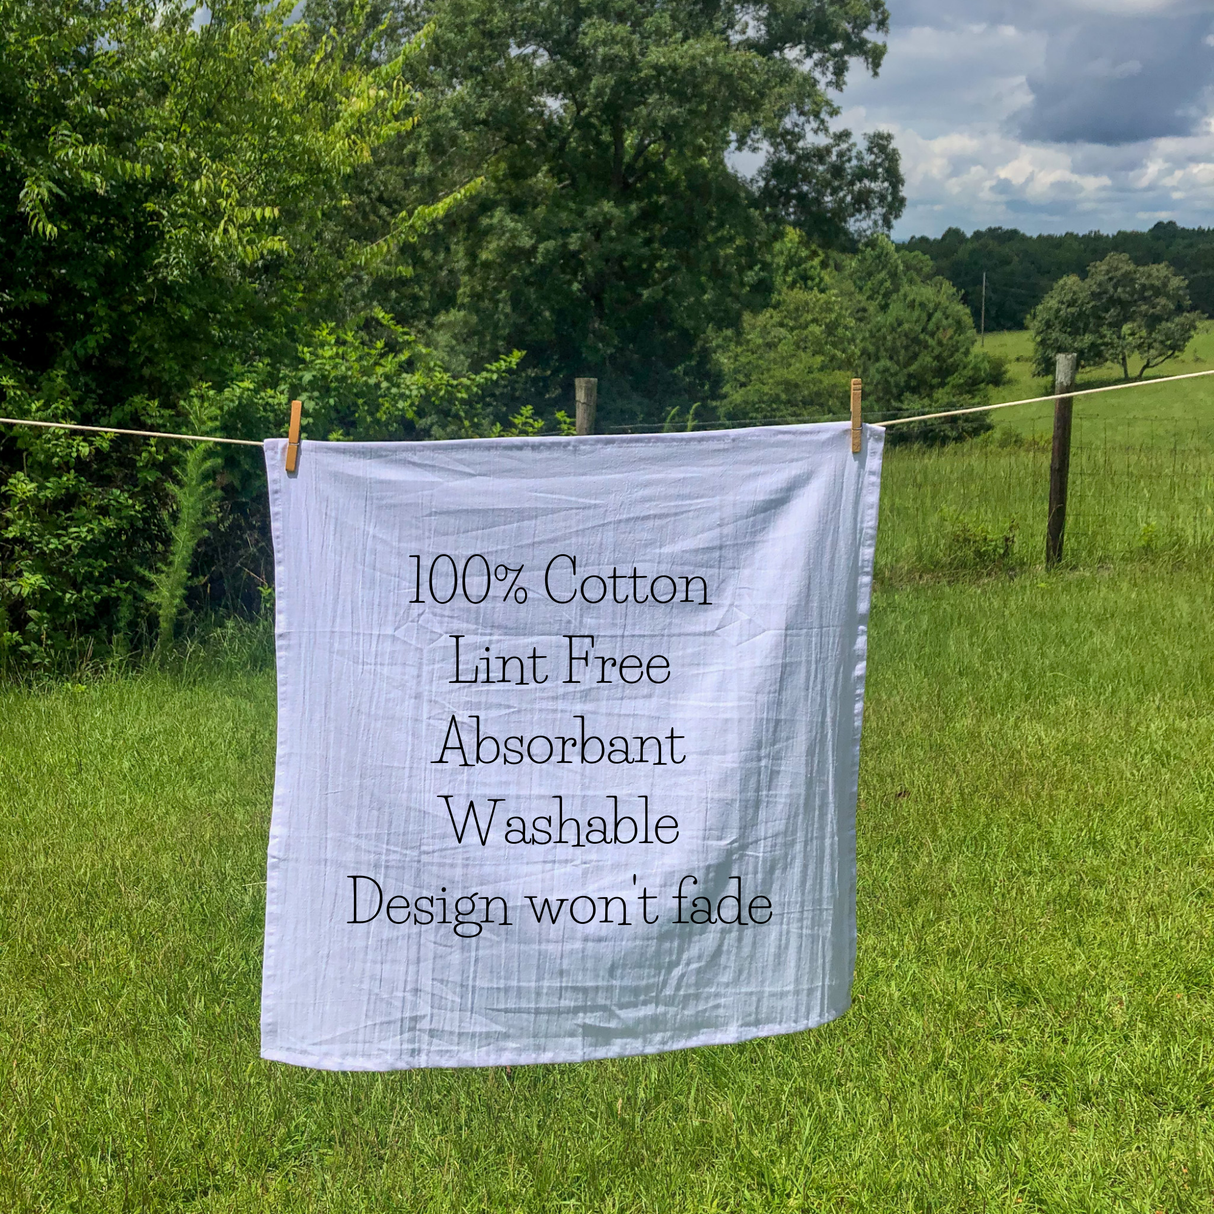 100% Cotton
Lint Free
Absorbant
Washable
Design won't fade